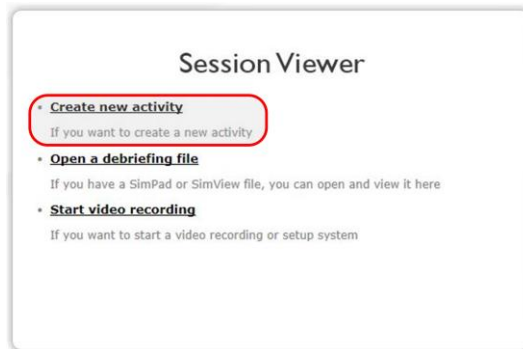 Session Viewer
Create new activity
If you want to create a new activity
Open a debriefing file
If you have a SimPad or SimView file, you can open and view it here
Start video recording
If you want to start a video recording or setup system